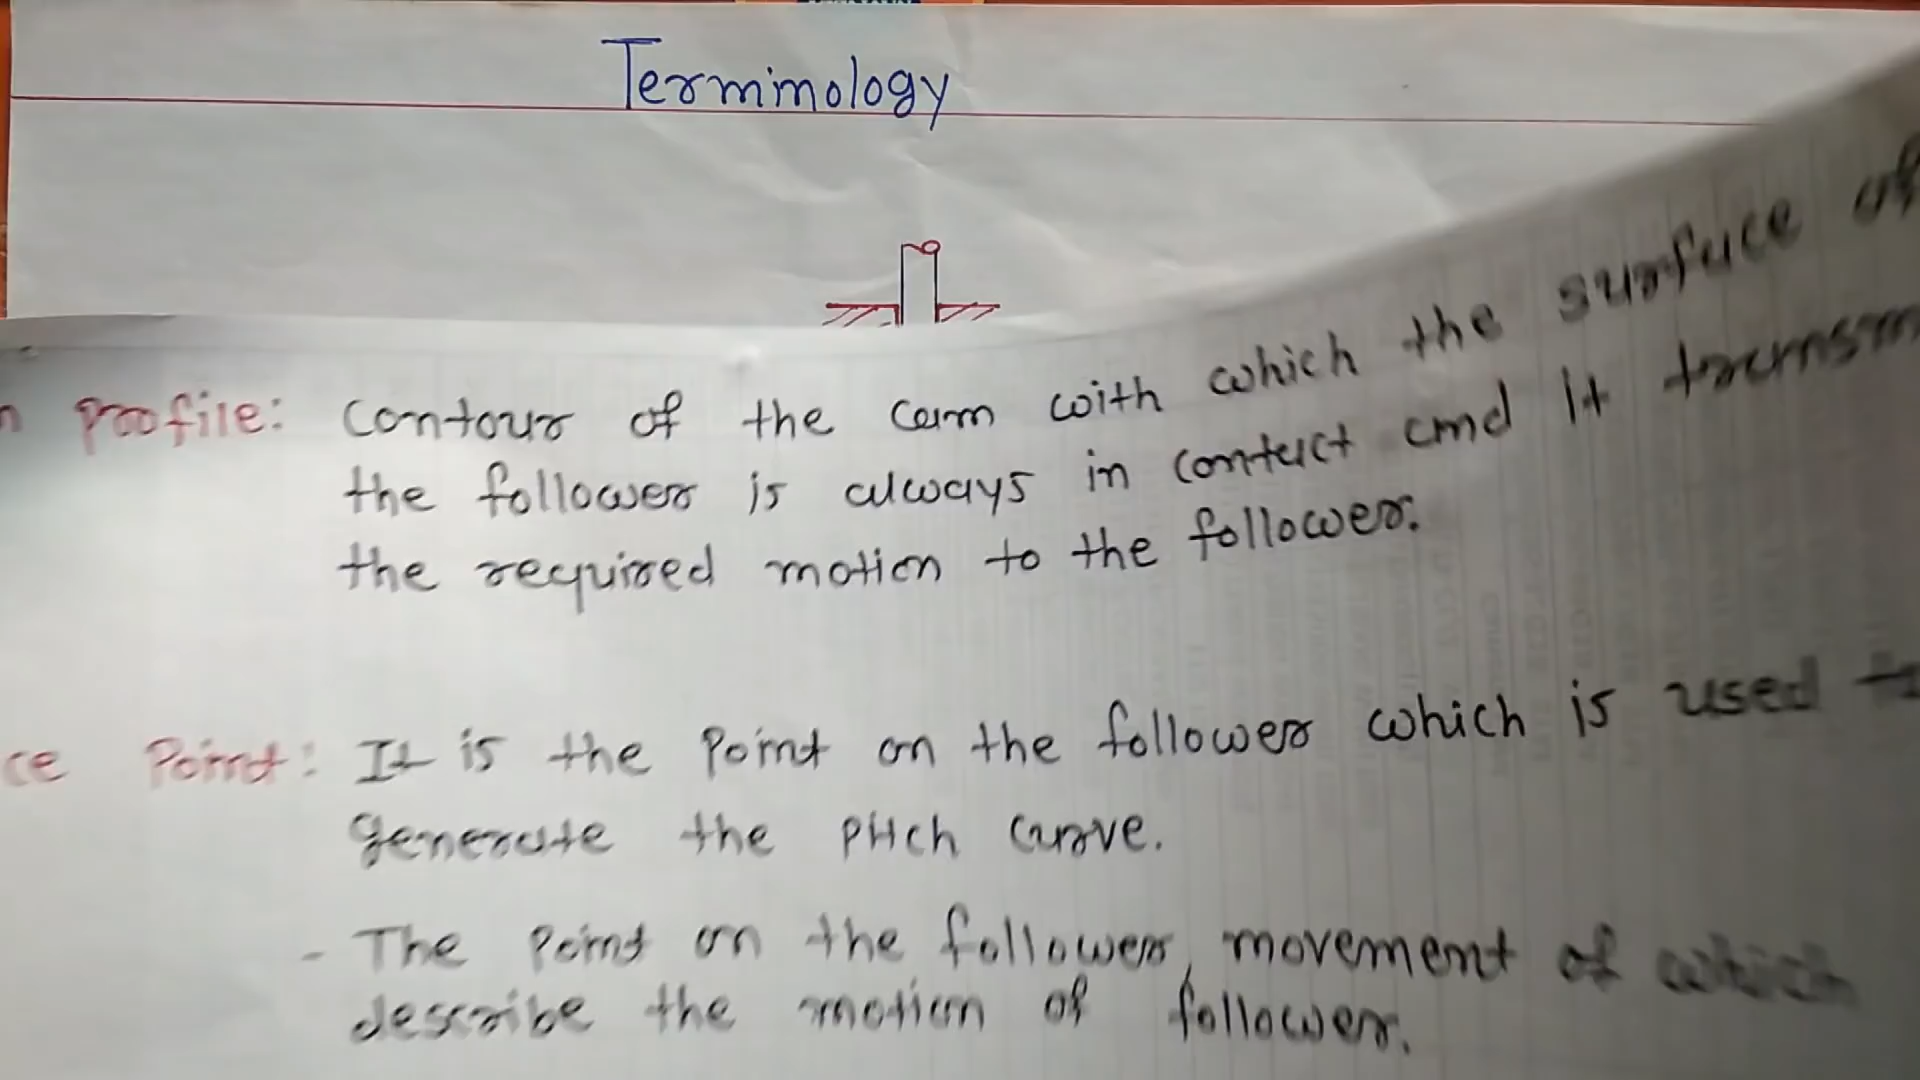 Terminology
Profile: Contour of the cam with which the surface of
the follower is always in contact and It transm
the required motion to the follower.
ce Point: It is the Point on the follower which is used to
generate the Pitch Curve.
- The Point on the follower, movement of which
describe the motion of follower.